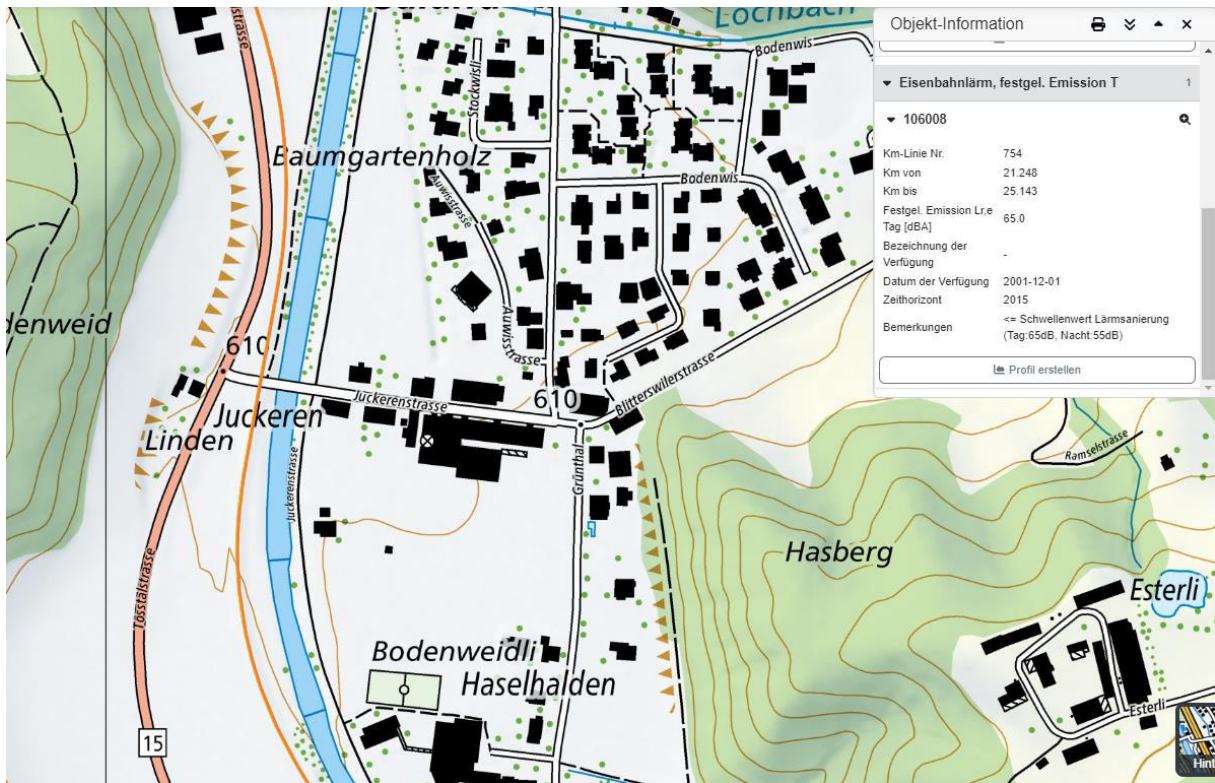 Lochbach
Bodenwis
Stockwisli
Baumgartenholz
Auwisstrasse
Bodenwis
denweid
610
Juckeren
Linden
Juckerenstrasse
610
Auwisstrasse
Blitterswilerstrasse
Juckerenstrasse
Grünthal
Ramselstrasse
Hasberg
Esterli
Tösstalstrasse
Bodenweidli
Haselhalden
15
Esterli
Hint
Objekt-Information
Eisenbahnlärm, festgel. Emission T 1
106008
Km-Linie Nr. 754
Km von 21.248
Km bis 25.143
Festgel. Emission Lr,e
Tag [dBA] 65.0
Bezeichnung der
Verfügung -
Datum der Verfügung 2001-12-01
Zeithorizont 2015
Bemerkungen <= Schwellenwert Lärmsanierung
(Tag:65dB, Nacht:55dB)
Profil erstellen